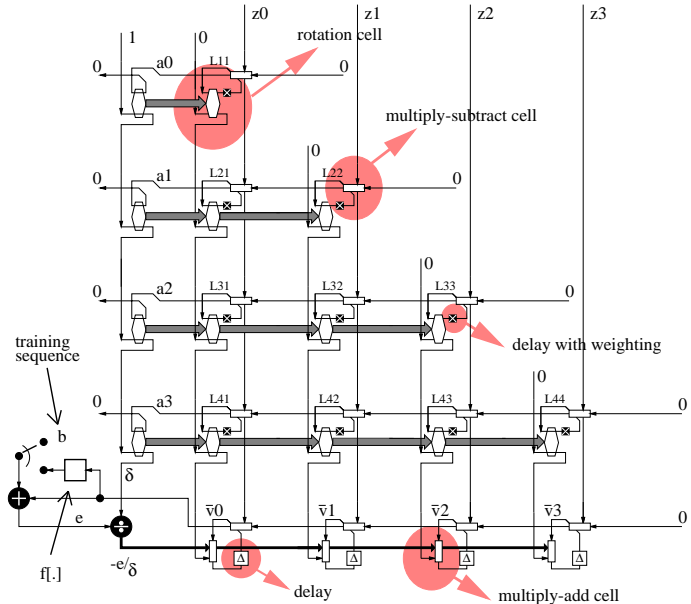 z0 z1 z2 z3
1 0
rotation cell
0 a0 L11 0
multiply-subtract cell
0
0 a1 L21 L22 0
0
0 a2 L31 L32 L33 0
delay with weighting
training
sequence
0
0 a3 L41 L42 L43 L44 0
b
δ
+
e
÷
v̄0 v̄1 v̄2 v̄3 0
-e/δ
Δ Δ Δ Δ
f[.]
delay
multiply-add cell